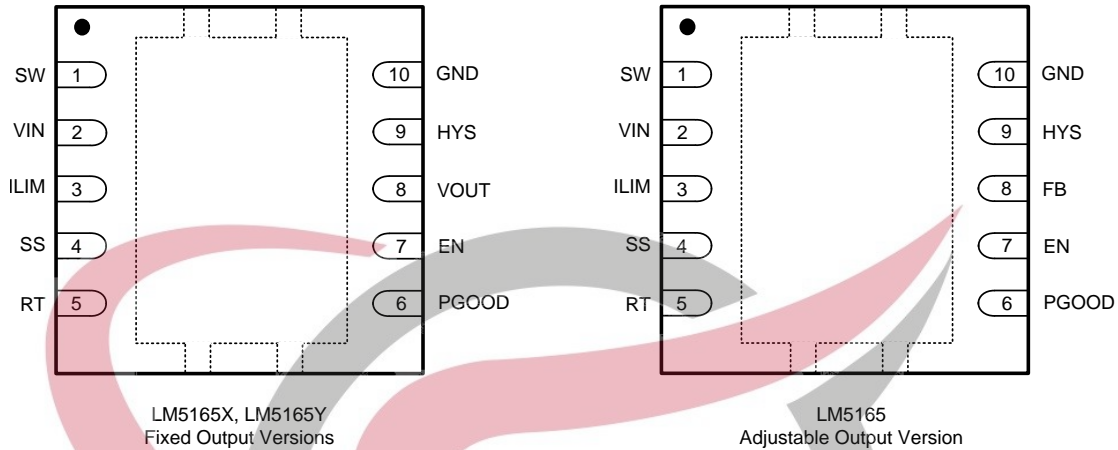 SW 1 10 GND
VIN 2 9 HYS
ILIM 3 8 VOUT
SS 4 7 EN
RT 5 6 PGOOD
LM5165X, LM5165Y
Fixed Output Versions
SW 1 10 GND
VIN 2 9 HYS
ILIM 3 8 FB
SS 4 7 EN
RT 5 6 PGOOD
LM5165
Adjustable Output Version